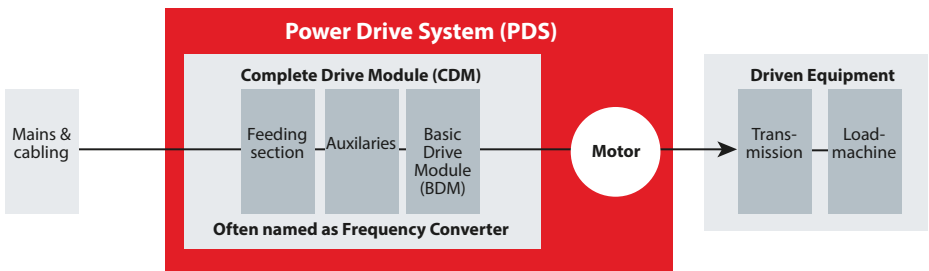 Power Drive System (PDS)
Complete Drive Module (CDM)
Driven Equipment
Mains &
cabling
Feeding
section
Auxilaries
Basic
Drive
Module
(BDM)
Motor
Trans-
mission
Load-
machine
Often named as Frequency Converter